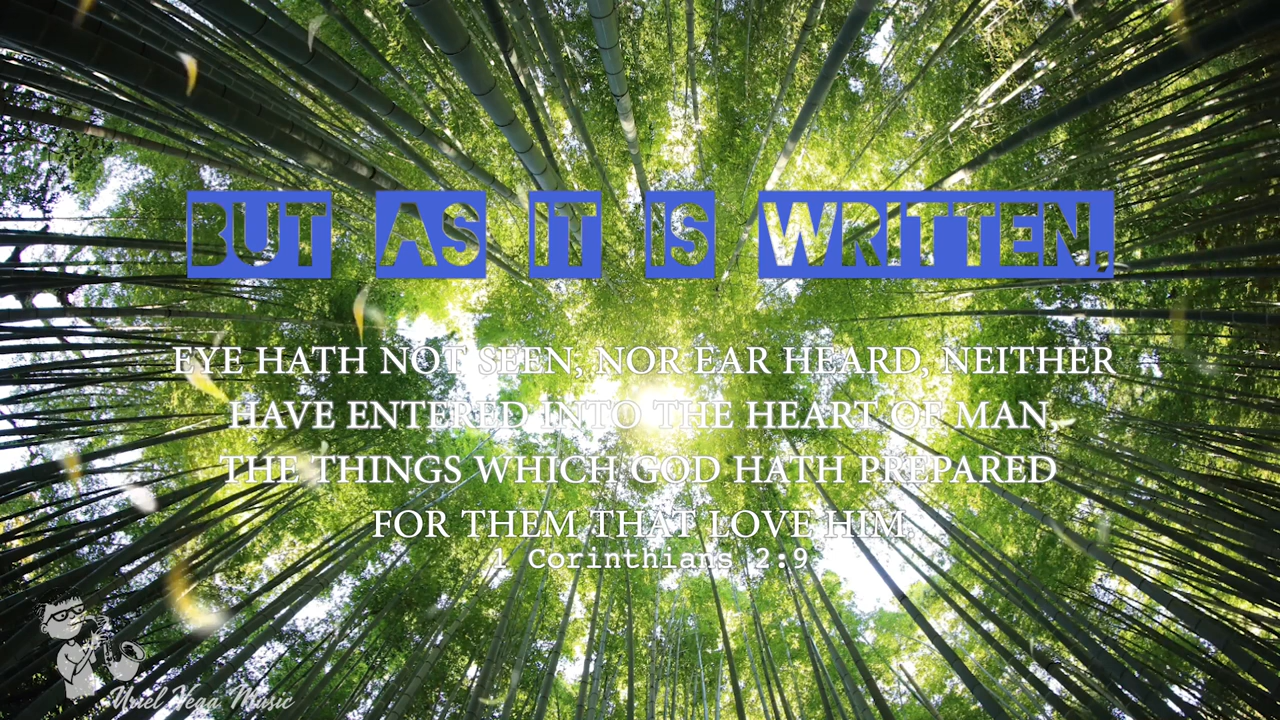 BUT AS IT IS WRITTEN,
EYE HATH NOT SEEN, NOR EAR HEARD, NEITHER
HAVE ENTERED INTO THE HEART OF MAN,
THE THINGS WHICH GOD HATH PREPARED
FOR THEM THAT LOVE HIM.
1 Corinthians 2:9
Uriel Vega Music